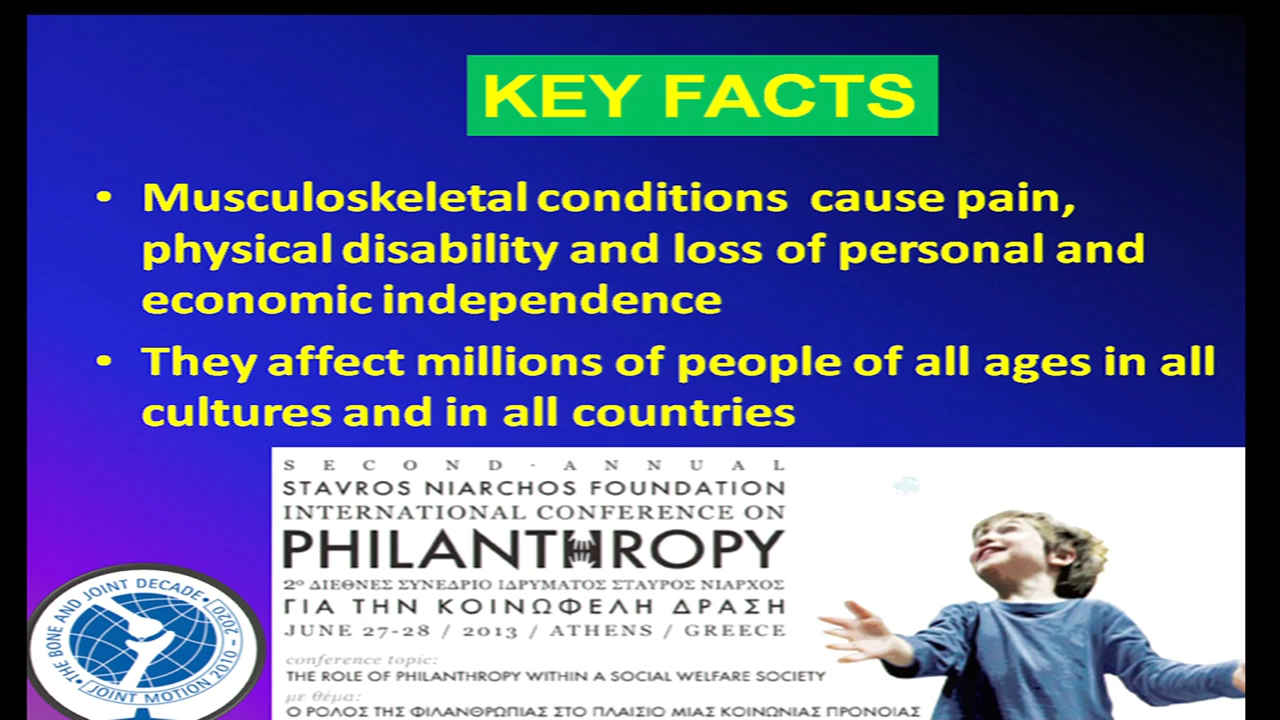 KEY FACTS
• Musculoskeletal conditions cause pain,
physical disability and loss of personal and
economic independence
• They affect millions of people of all ages in all
cultures and in all countries
SECOND-ANNUAL
STAVROS NIARCHOS FOUNDATION
INTERNATIONAL CONFERENCE ON
PHILANTHROPY
2º ΔΙΕΘΝΕΣ ΣΥΝΕΔΡΙΟ ΙΔΡΥΜΑΤΟΣ ΣΤΑΥΡΟΣ ΝΙΑΡΧΟΣ
ΓΙΑ ΤΗΝ ΚΟΙΝΩΦΕΛΗ ΔΡΑΣΗ
JUNE 27-28 / 2013 / ATHENS / GREECE
conference topic:
THE ROLE OF PHILANTHROPY WITHIN A SOCIAL WELFARE SOCIETY
με θέμα:
Ο ΡΟΛΟΣ ΤΗΣ ΦΙΛΑΝΘΡΩΠΙΑΣ ΣΤΟ ΠΛΑΙΣΙΟ ΜΙΑΣ ΚΟΙΝΩΝΙΑΣ ΠΡΟΝΟΙΑΣ
• THE BONE AND JOINT DECADE •
JOINT MOTION 2010 - 2020